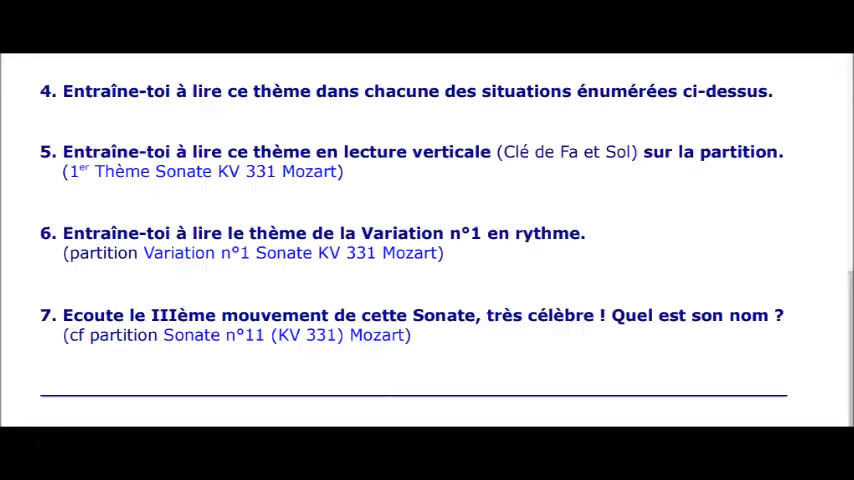 4. Entraîne-toi à lire ce thème dans chacune des situations énumérées ci-dessus.
5. Entraîne-toi à lire ce thème en lecture verticale (Clé de Fa et Sol) sur la partition.
(1er Thème Sonate KV 331 Mozart)
6. Entraîne-toi à lire le thème de la Variation n°1 en rythme.
(partition Variation n°1 Sonate KV 331 Mozart)
7. Ecoute le IIIème mouvement de cette Sonate, très célèbre ! Quel est son nom ?
(cf partition Sonate n°11 (KV 331) Mozart)